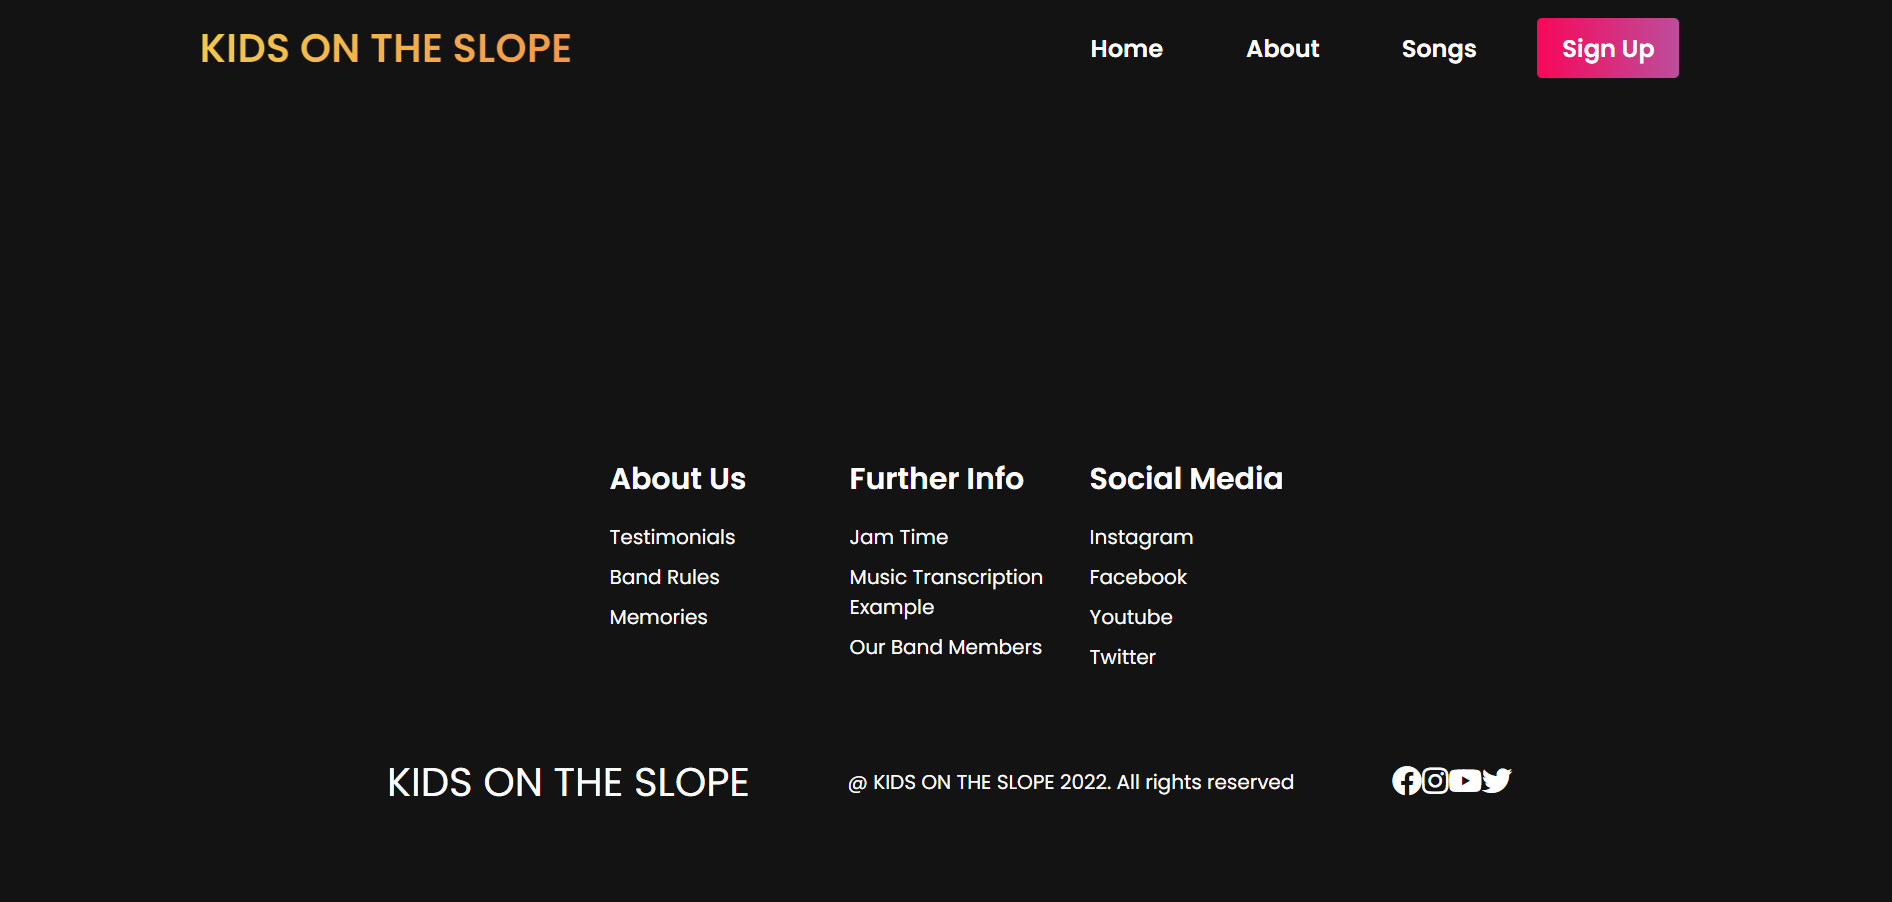 KIDS ON THE SLOPE
Home
About
Songs
Sign Up
About Us
Testimonials
Band Rules
Memories
Further Info
Jam Time
Music Transcription
Example
Our Band Members
Social Media
Instagram
Facebook
Youtube
Twitter
KIDS ON THE SLOPE
@ KIDS ON THE SLOPE 2022. All rights reserved